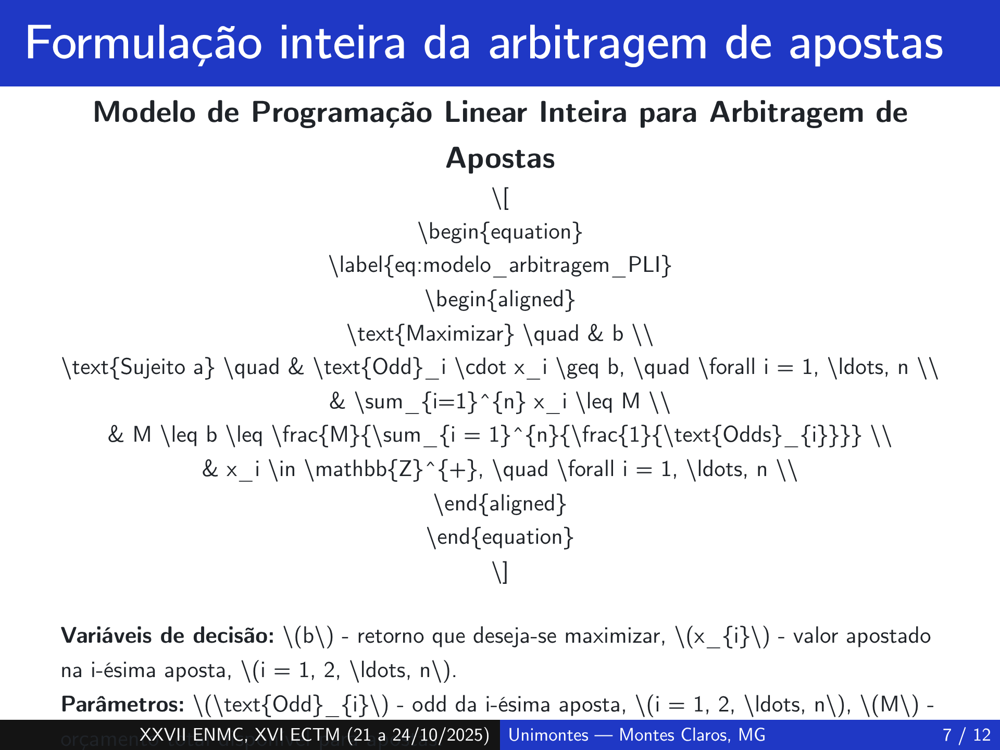 Formulação inteira da arbitragem de apostas
Modelo de Programação Linear Inteira para Arbitragem de
Apostas
\[
\begin{equation}
\label{eq:modelo_arbitragem_PLI}
\begin{aligned}
\text{Maximizar} \quad & b \\
\text{Sujeito a} \quad & \text{Odd}_i \cdot x_i \geq b, \quad \forall i = 1, \ldots, n \\
& \sum_{i=1}^{n} x_i \leq M \\
& M \leq b \leq \frac{M}{\sum_{i = 1}^{n}{\frac{1}{\text{Odds}_{i}}}} \\
& x_i \in \mathbb{Z}^{+}, \quad \forall i = 1, \ldots, n \\
\end{aligned}
\end{equation}
\]
Variáveis de decisão: \(b\) - retorno que deseja-se maximizar, \(x_{i}\) - valor apostado
na i-ésima aposta, \(i = 1, 2, \ldots, n\).
Parâmetros: \(\text{Odd}_{i}\) - odd da i-ésima aposta, \(i = 1, 2, \ldots, n\), \(M\) -
orçamento total disponível para apostas
XXVII ENMC, XVI ECTM (21 a 24/10/2025) Unimontes — Montes Claros, MG 7 / 12